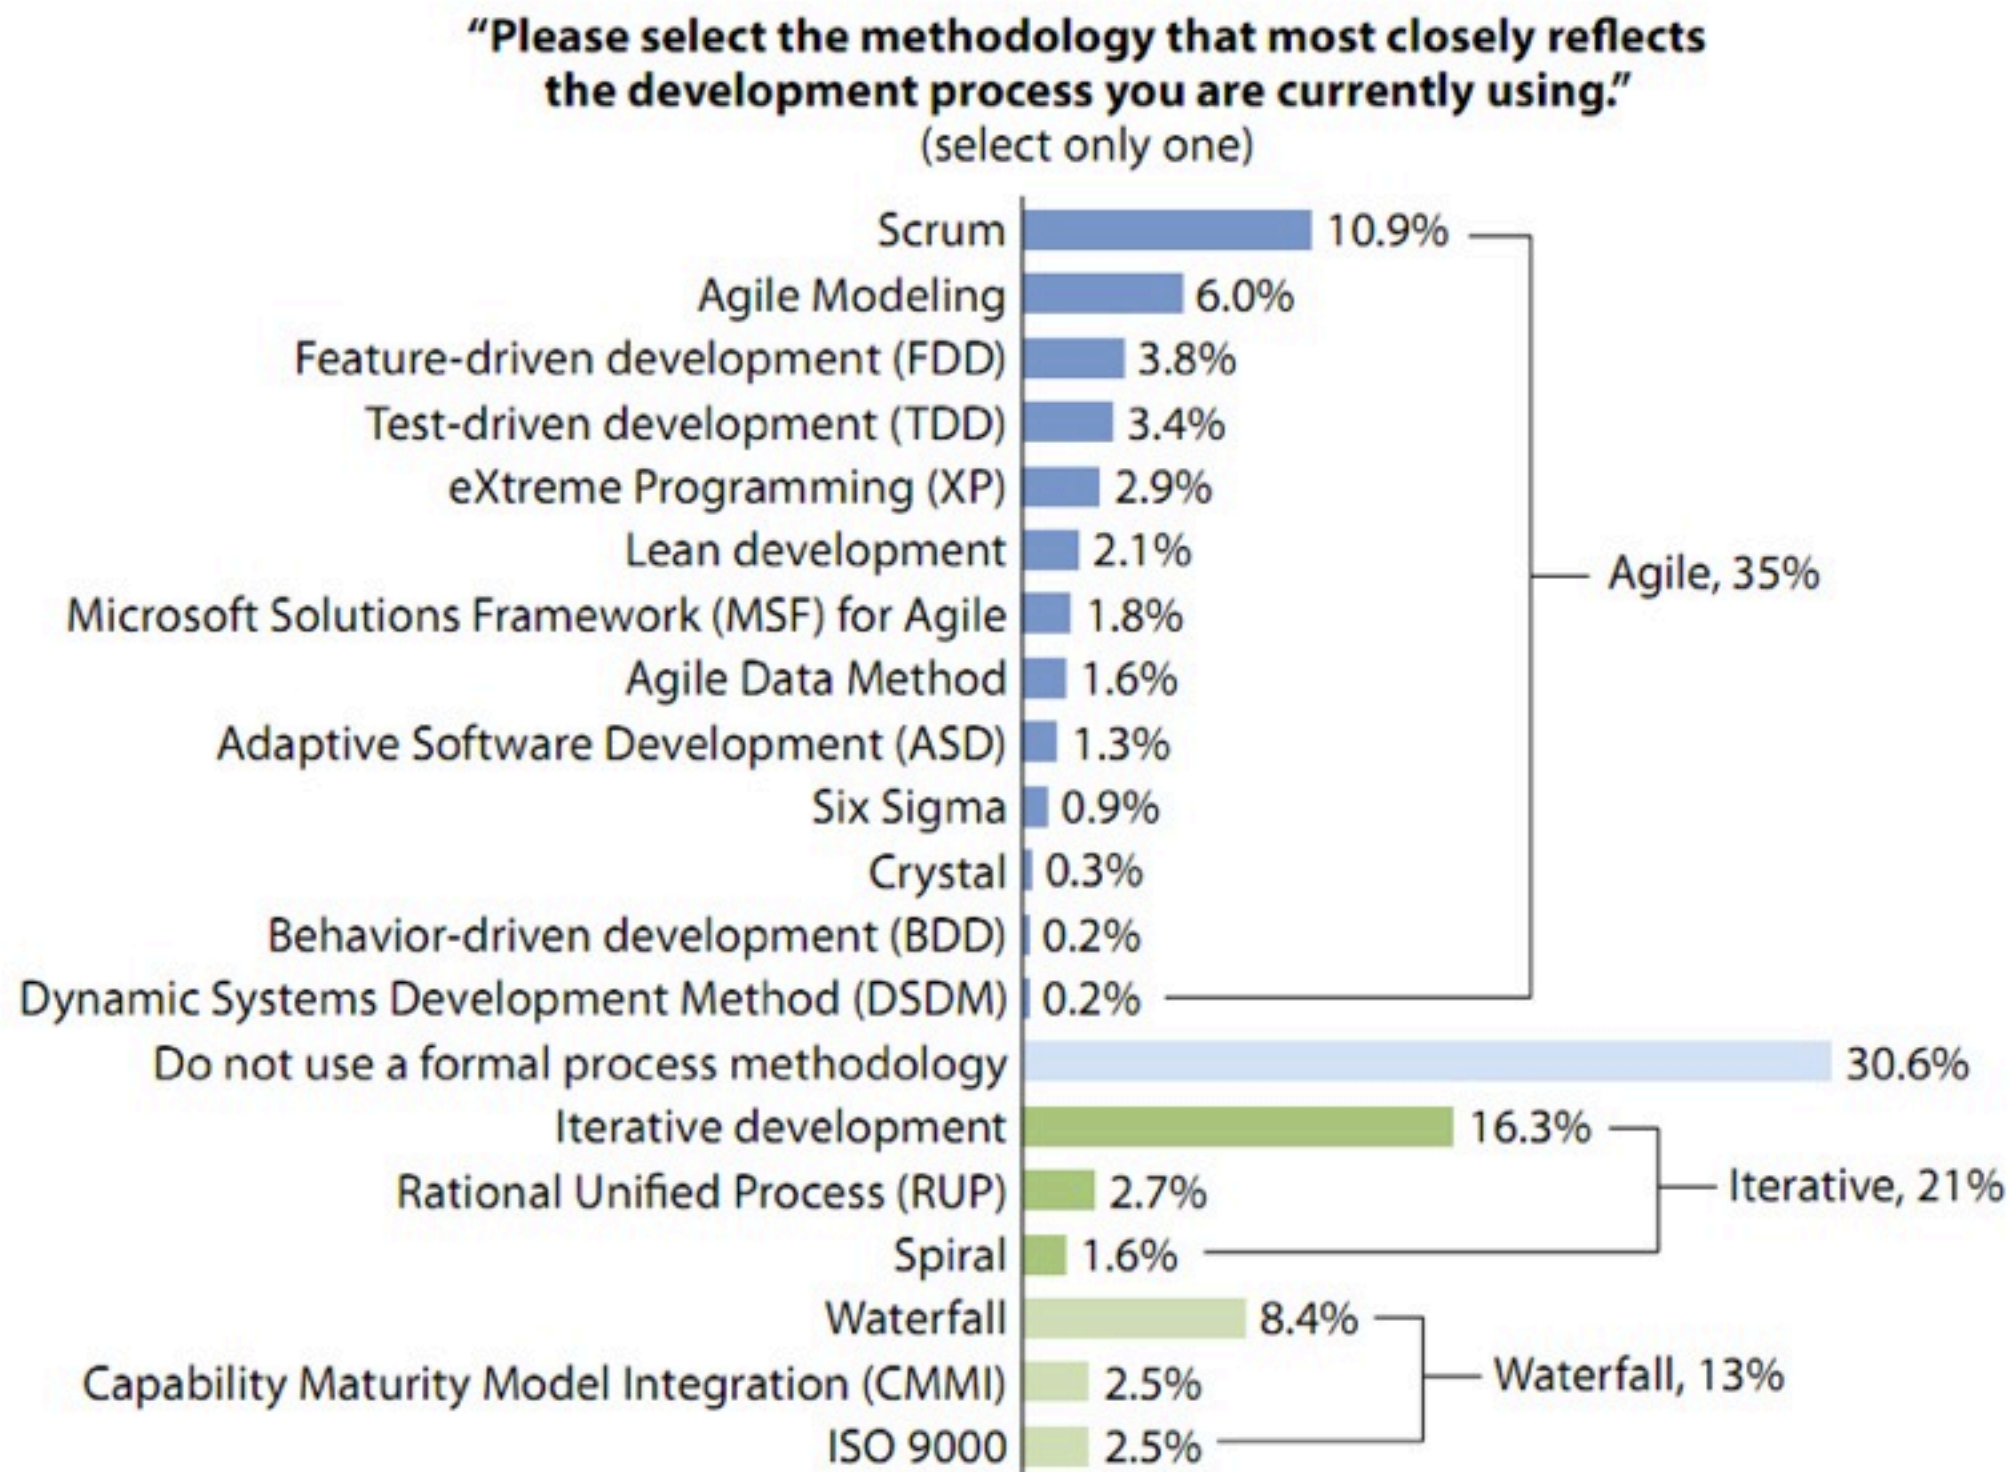 “Please select the methodology that most closely reflects
the development process you are currently using.”
(select only one)
Scrum 10.9%
Agile Modeling 6.0%
Feature-driven development (FDD) 3.8%
Test-driven development (TDD) 3.4%
eXtreme Programming (XP) 2.9%
Lean development 2.1%
Agile, 35%
Microsoft Solutions Framework (MSF) for Agile 1.8%
Agile Data Method 1.6%
Adaptive Software Development (ASD) 1.3%
Six Sigma 0.9%
Crystal 0.3%
Behavior-driven development (BDD) 0.2%
Dynamic Systems Development Method (DSDM) 0.2%
Do not use a formal process methodology 30.6%
Iterative development 16.3%
Rational Unified Process (RUP) 2.7%
Iterative, 21%
Spiral 1.6%
Waterfall 8.4%
Capability Maturity Model Integration (CMMI) 2.5%
Waterfall, 13%
ISO 9000 2.5%